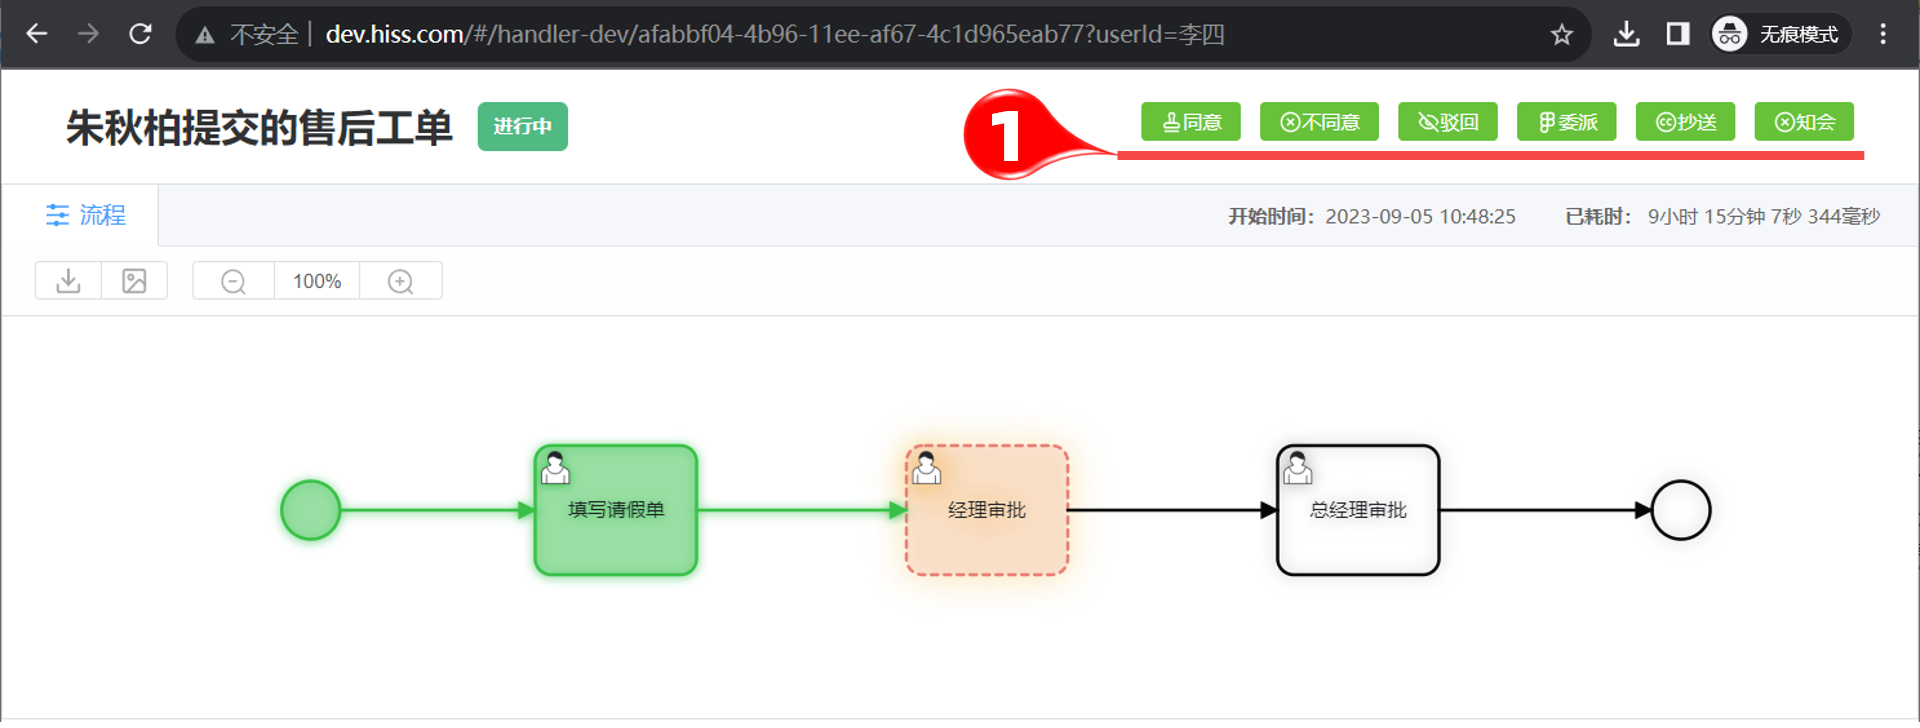 不安全 dev.hiss.com/#/handler-dev/afabbf04-4b96-11ee-af67-4c1d965eab77?userId=李四 无痕模式
朱秋柏提交的售后工单 进行中 1 同意 不同意 驳回 委派 抄送 知会
流程 开始时间：2023-09-05 10:48:25 已耗时： 9小时 15分钟 7秒 344毫秒
100%
填写请假单 经理审批 总经理审批